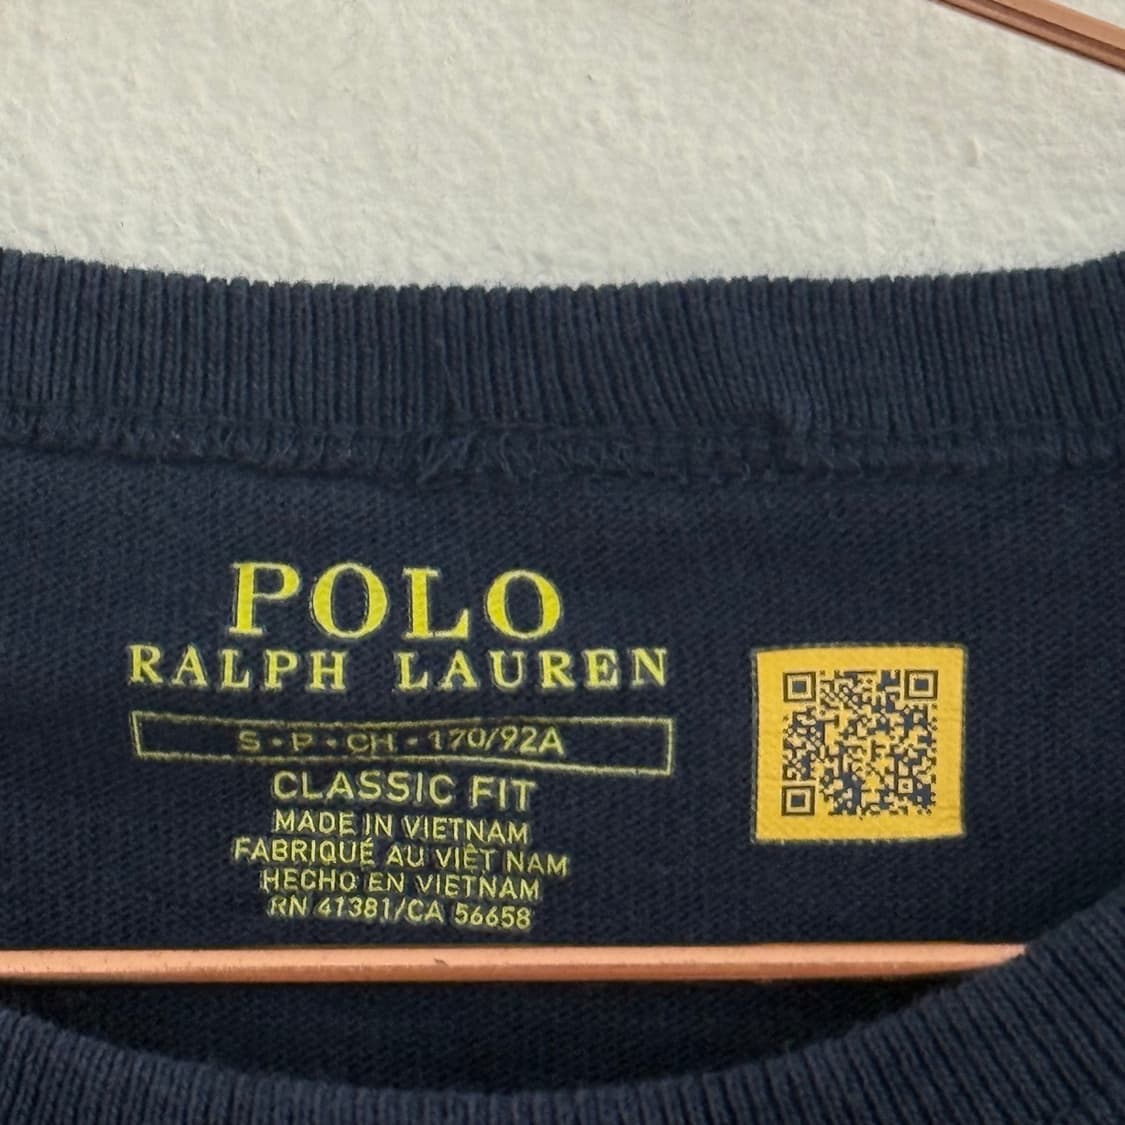 POLO
RALPH LAUREN
S • P • CH • 170/92A
CLASSIC FIT
MADE IN VIETNAM
FABRIQUÉ AU VIÊT NAM
HECHO EN VIETNAM
RN 41381/CA 56658